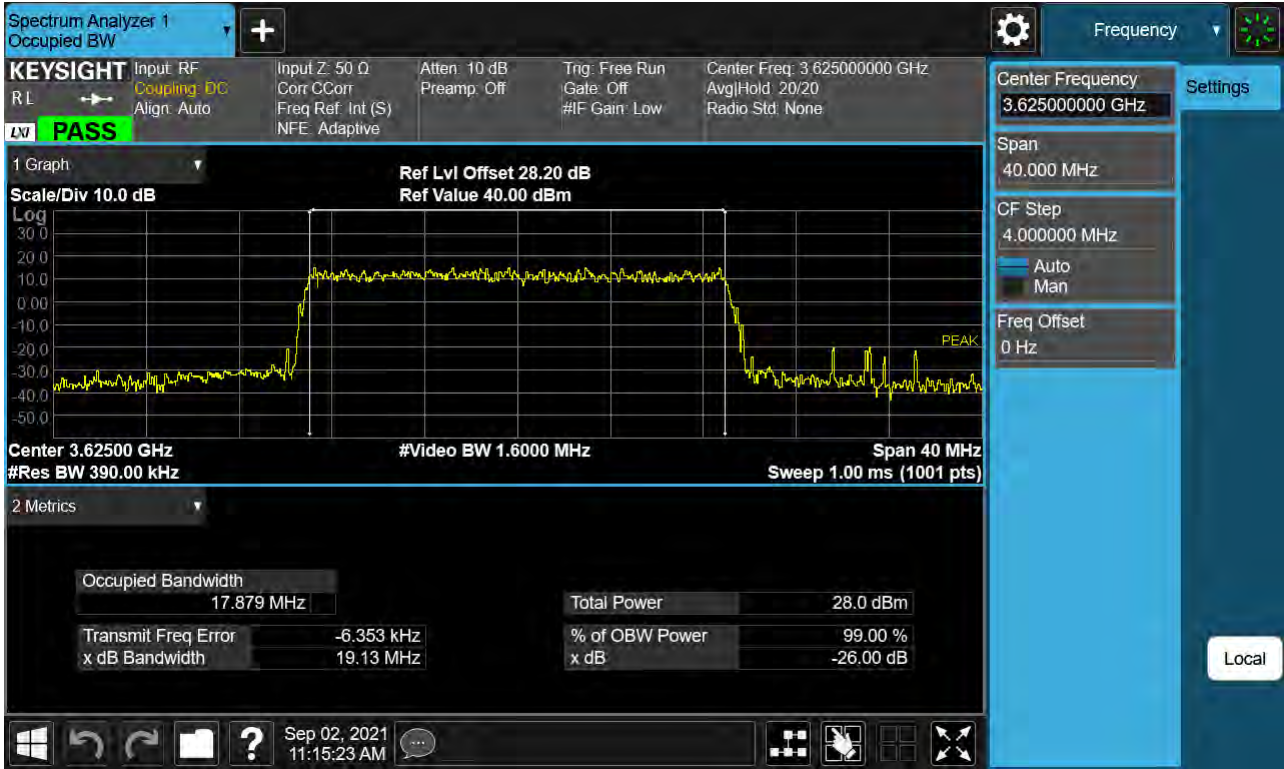 Spectrum Analyzer 1
Occupied BW
+
Frequency
KEYSIGHT
R L
LXI
PASS
Input: RF
Coupling: DC
Align: Auto
Input Z: 50 Ω
Corr CCorr
Freq Ref: Int (S)
NFE: Adaptive
Atten: 10 dB
Preamp: Off
Trig: Free Run
Gate: Off
#IF Gain: Low
Center Freq: 3.625000000 GHz
Avg|Hold: 20/20
Radio Std: None
1 Graph
Scale/Div 10.0 dB
Ref Lvl Offset 28.20 dB
Ref Value 40.00 dBm
Log
30.0
20.0
10.0
0.00
-10.0
-20.0
-30.0
-40.0
-50.0
PEAK
Center 3.62500 GHz
#Video BW 1.6000 MHz
Span 40 MHz
#Res BW 390.00 kHz
Sweep 1.00 ms (1001 pts)
2 Metrics
Occupied Bandwidth
17.879 MHz
Total Power 28.0 dBm
Transmit Freq Error -6.353 kHz
% of OBW Power 99.00 %
x dB Bandwidth 19.13 MHz
x dB -26.00 dB
Center Frequency
3.625000000 GHz
Settings
Span
40.000 MHz
CF Step
4.000000 MHz
Auto
Man
Freq Offset
0 Hz
Local
?
Sep 02, 2021
11:15:23 AM